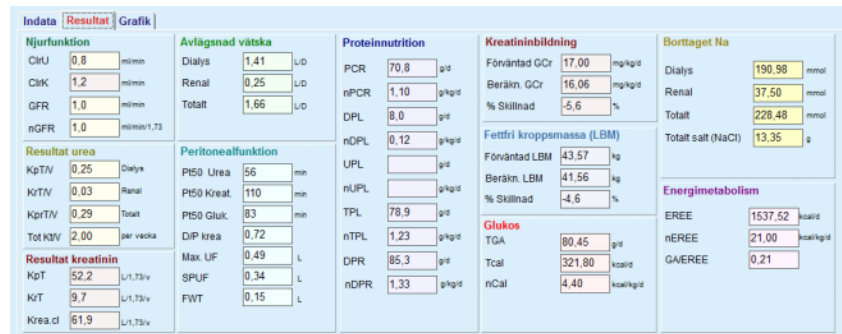 Indata Resultat Grafik
Njurfunktion
ClrU 0,8 ml/min
ClrK 1,2 ml/min
GFR 1,0 ml/min
nGFR 1,0 ml/min/1,73
Resultat urea
KpT/V 0,25 Dialys
KrT/V 0,03 Renal
KprT/V 0,29 Totalt
Tot Kt/V 2,00 per vecka
Resultat kreatinin
KpT 52,2 L/1,73/v
KrT 9,7 L/1,73/v
Krea.cl 61,9 L/1,73/v
Avlägsnad vätska
Dialys 1,41 L/D
Renal 0,25 L/D
Totalt 1,66 L/D
Peritonealfunktion
Pt50 Urea 56 min
Pt50 Kreat. 110 min
Pt50 Gluk. 83 min
D/P krea 0,72
Max. UF 0,49 L
SPUF 0,34 L
FWT 0,15 L
Proteinnutrition
PCR 70,8 g/d
nPCR 1,10 g/kg/d
DPL 8,0 g/d
nDPL 0,12 g/kg/d
UPL g/d
nUPL g/kg/d
TPL 78,9 g/d
nTPL 1,23 g/kg/d
DPR 85,3 g/d
nDPR 1,33 g/kg/d
Kreatininbildning
Förväntad GCr 17,00 mg/kg/d
Beräkn. GCr 16,06 mg/kg/d
% Skillnad -5,6 %
Fettfri kroppsmassa (LBM)
Förväntad LBM 43,57 kg
Beräkn. LBM 41,56 kg
% Skillnad -4,6 %
Glukos
TGA 80,45 g/d
Tcal 321,80 kcal/d
nCal 4,40 kcal/kg/d
Borttaget Na
Dialys 190,98 mmol
Renal 37,50 mmol
Totalt 228,48 mmol
Totalt salt (NaCl) 13,35 g
Energimetabolism
EREE 1537,52 kcal/d
nEREE 21,00 kcal/kg/d
GA/EREE 0,21